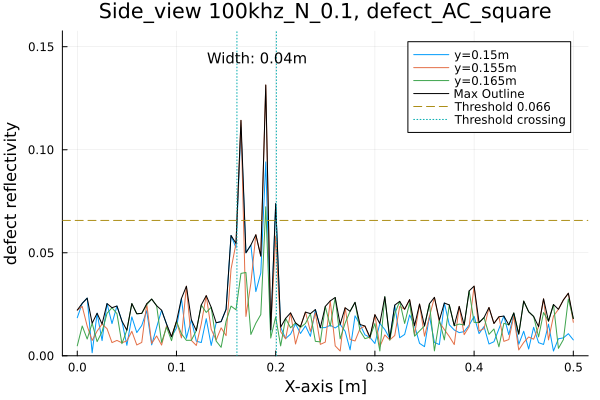 Side_view 100khz_N_0.1, defect_AC_square
0.15
0.10
0.05
0.00
defect reflectivity
Width: 0.04m
y=0.15m
y=0.155m
y=0.165m
Max Outline
Threshold 0.066
Threshold crossing
0.0 0.1 0.2 0.3 0.4 0.5
X-axis [m]